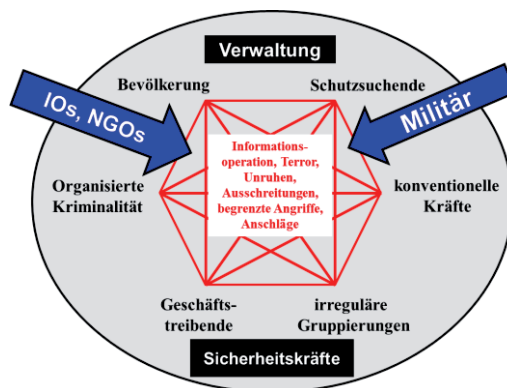 Verwaltung
Bevölkerung
Schutzsuchende
IOs, NGOs
Militär
Informations-
operation, Terror,
Unruhen,
Ausschreitungen,
begrenzte Angriffe,
Anschläge
Organisierte
Kriminalität
konventionelle
Kräfte
Geschäfts-
treibende
irreguläre
Gruppierungen
Sicherheitskräfte